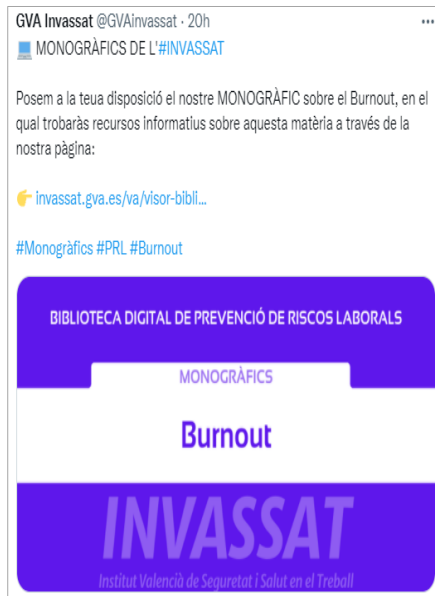 GVA Invassat @GVAinvassat · 20h
💻 MONOGRÀFICS DE L'#INVASSAT
Posem a la teua disposició el nostre MONOGRÀFIC sobre el Burnout, en el
qual trobaràs recursos informatius sobre aquesta matèria a través de la
nostra pàgina:
👉 invassat.gva.es/va/visor-bibli...
#Monogràfics #PRL #Burnout
BIBLIOTECA DIGITAL DE PREVENCIÓ DE RISCOS LABORALS
MONOGRÀFICS
Burnout
INVASSAT
Institut Valencià de Seguretat i Salut en el Treball